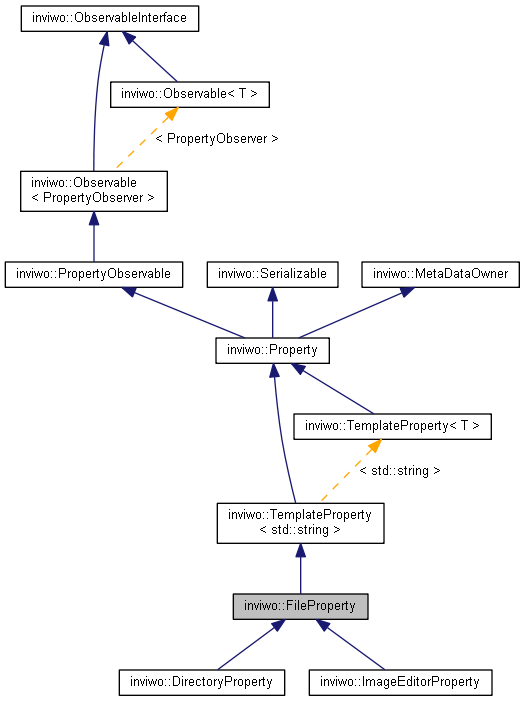 inviwo::ObservableInterface
inviwo::Observable< T >
< PropertyObserver >
inviwo::Observable
< PropertyObserver >
inviwo::PropertyObservable
inviwo::Serializable
inviwo::MetaDataOwner
inviwo::Property
inviwo::TemplateProperty< T >
< std::string >
inviwo::TemplateProperty
< std::string >
inviwo::FileProperty
inviwo::DirectoryProperty
inviwo::ImageEditorProperty